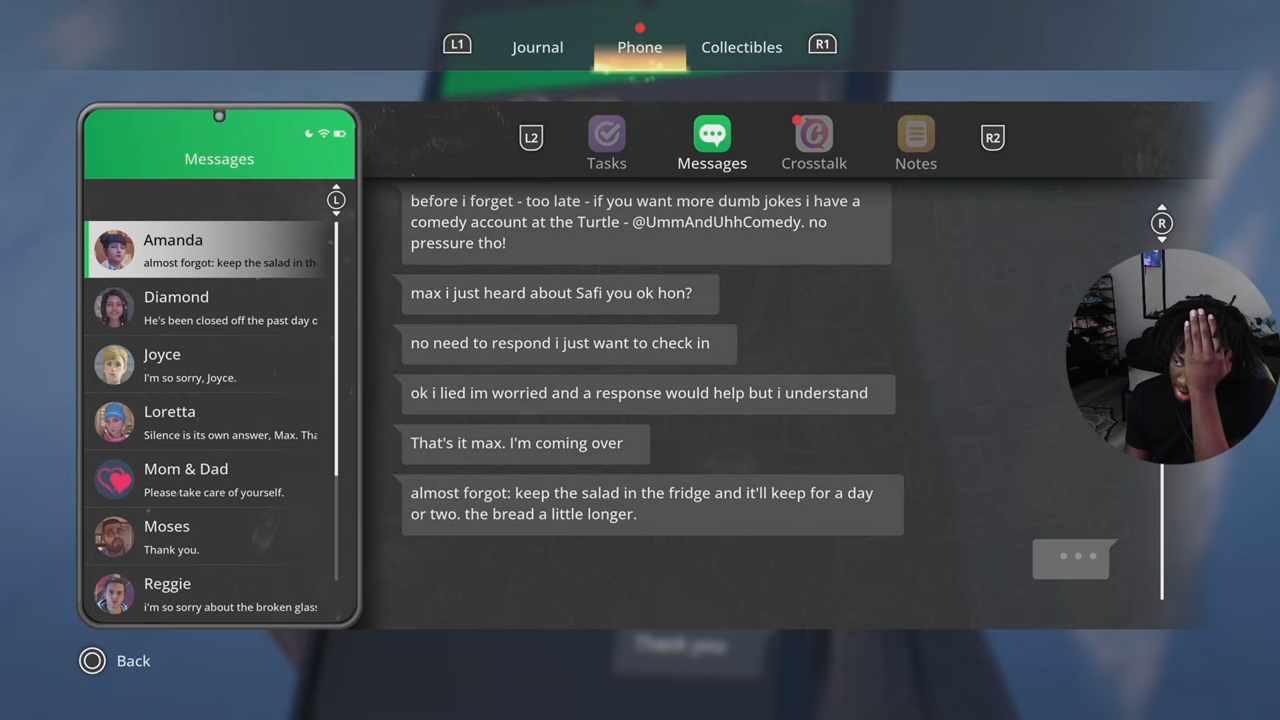 L1 Journal Phone Collectibles R1
Messages
L2 Tasks Messages Crosstalk Notes R2
L
R
Amanda
almost forgot: keep the salad in th
Diamond
He's been closed off the past day o
Joyce
I'm so sorry, Joyce.
Loretta
Silence is its own answer, Max. Tha
Mom & Dad
Please take care of yourself.
Moses
Thank you.
Reggie
i'm so sorry about the broken glas
before i forget - too late - if you want more dumb jokes i have
a comedy account at the Turtle - @UmmAndUhhComedy. no
pressure tho!
max i just heard about Safi you ok hon?
no need to respond i just want to check in
ok i lied im worried and a response would help but i understand
That's it max. I'm coming over
almost forgot: keep the salad in the fridge and it'll keep for a day
or two. the bread a little longer.
Thank you
Back